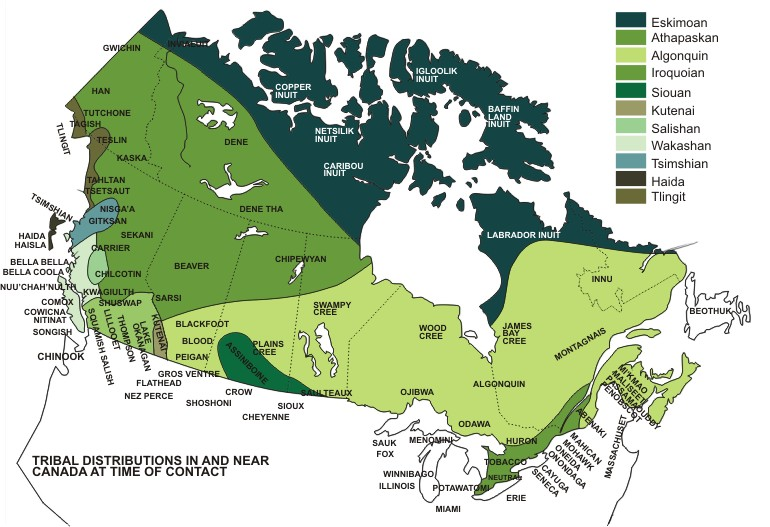 Eskimoan
Athapaskan
Algonquin
Iroquoian
Siouan
Kutenai
Salishan
Wakashan
Tsimshian
Haida
Tlingit
GWICHIN
HAN
TUTCHONE
TAGISH
TLINGIT
TESLIN
KASKA
TAHLTAN
TSETSAUT
TSIMSHIAN
NISG'A'A
GITKSAN
HAIDA
HAISLA
SEKANI
CARRIER
BELLA BELLA
BELLA COOLA
CHILCOTIN
NUU'CHAH'NULTH
KWAGIULTH
COMOX
SHUSWAP
COWICNA
NITINAT
SONGISH
CHINOOK
SQUAMISH SALISH
LILLOOET
THOMPSON
LAKE
OKANAGAN
KUTENAI
SARSI
BEAVER
DENE
DENE THA
CHIPEWYAN
COPPER
INUIT
IGLOOLIK
INUIT
NETSILIK
INUIT
BAFFIN
LAND
INUIT
CARIBOU
INUIT
LABRADOR INUIT
INNU
BEOTHUK
MONTAGNAIS
JAMES
BAY
CREE
WOOD
CREE
SWAMPY
CREE
PLAINS
CREE
BLACKFOOT
BLOOD
PEIGAN
ASSINIBOINE
GROS VENTRE
FLATHEAD
NEZ PERCE
SHOSHONI
CROW
CHEYENNE
SIOUX
SAULTEAUX
OJIBWA
ALGONQUIN
ODAWA
SAUK
FOX
MENOMINI
WINNIBAGO
ILLINOIS
POTAWATOMI
MIAMI
HURON
TOBACCO
NEUTRAL
ERIE
SENECA
CAYUGA
ONONDAGA
ONEIDA
MOHAWK
MAHICAN
ABENAKI
MASSACHUSET
MI'KMAQ
MALISEET
PASSAMAQUODDY
PENOBSCOT
TRIBAL DISTRIBUTIONS IN AND NEAR
CANADA AT TIME OF CONTACT